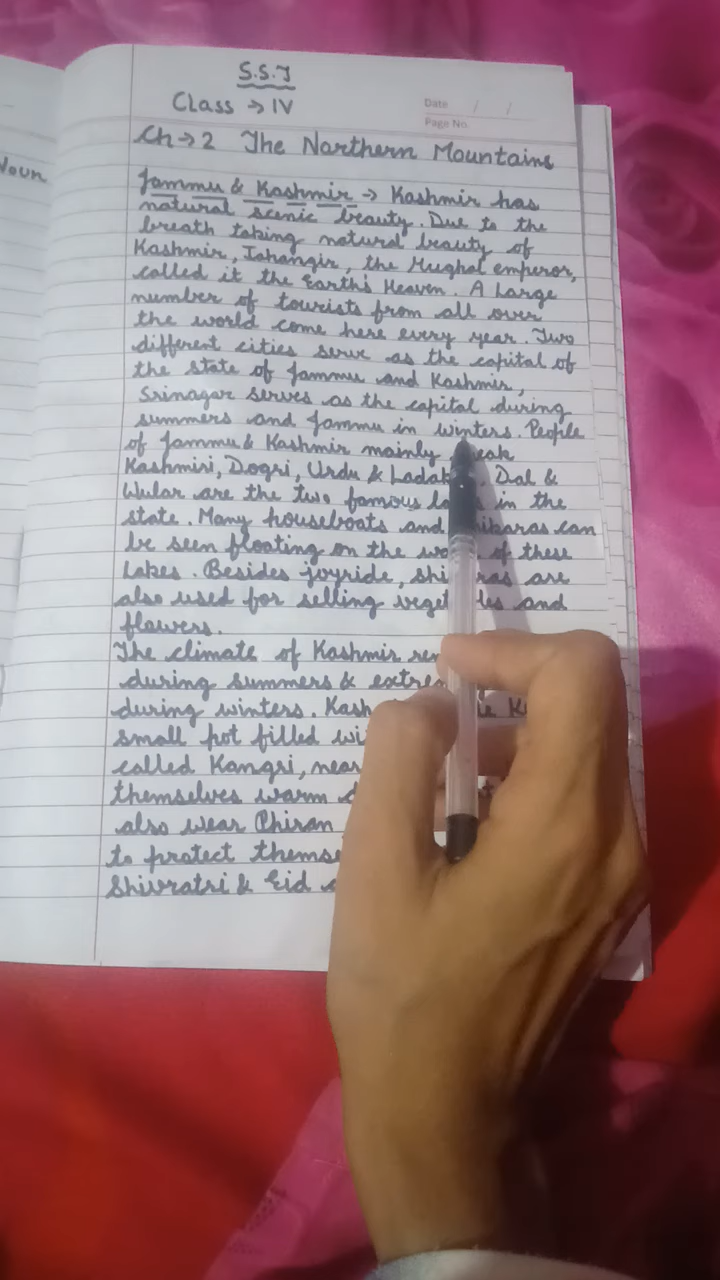 S.S.T
Class → IV
Date / /
Page No.
Ch → 2 The Northern Mountains
Noun
Jammu & Kashmir → Kashmir has
natural scenic beauty. Due to the
breath taking natural beauty of
Kashmir, Jahangir, the Mughal emperor,
called it the Earth's Heaven. A large
number of tourists from all over
the world come here every year. Two
different cities serve as the capital of
the state of Jammu and Kashmir,
Srinagar serves as the capital during
summers and Jammu in winters. People
of Jammu & Kashmir mainly
Kashmiri, Dogri, Urdu & Dal &
Wular are the two famous in the
state. Many houseboats and can
be seen floating on the of these
Lakes. Besides joyride, are
also used for selling and
flowers.
The climate of Kashmir
during summers &
during winters.
small pot filled
called Kangri,
themselves warm
also wear Phiran
to protect
Shivratri & Eid